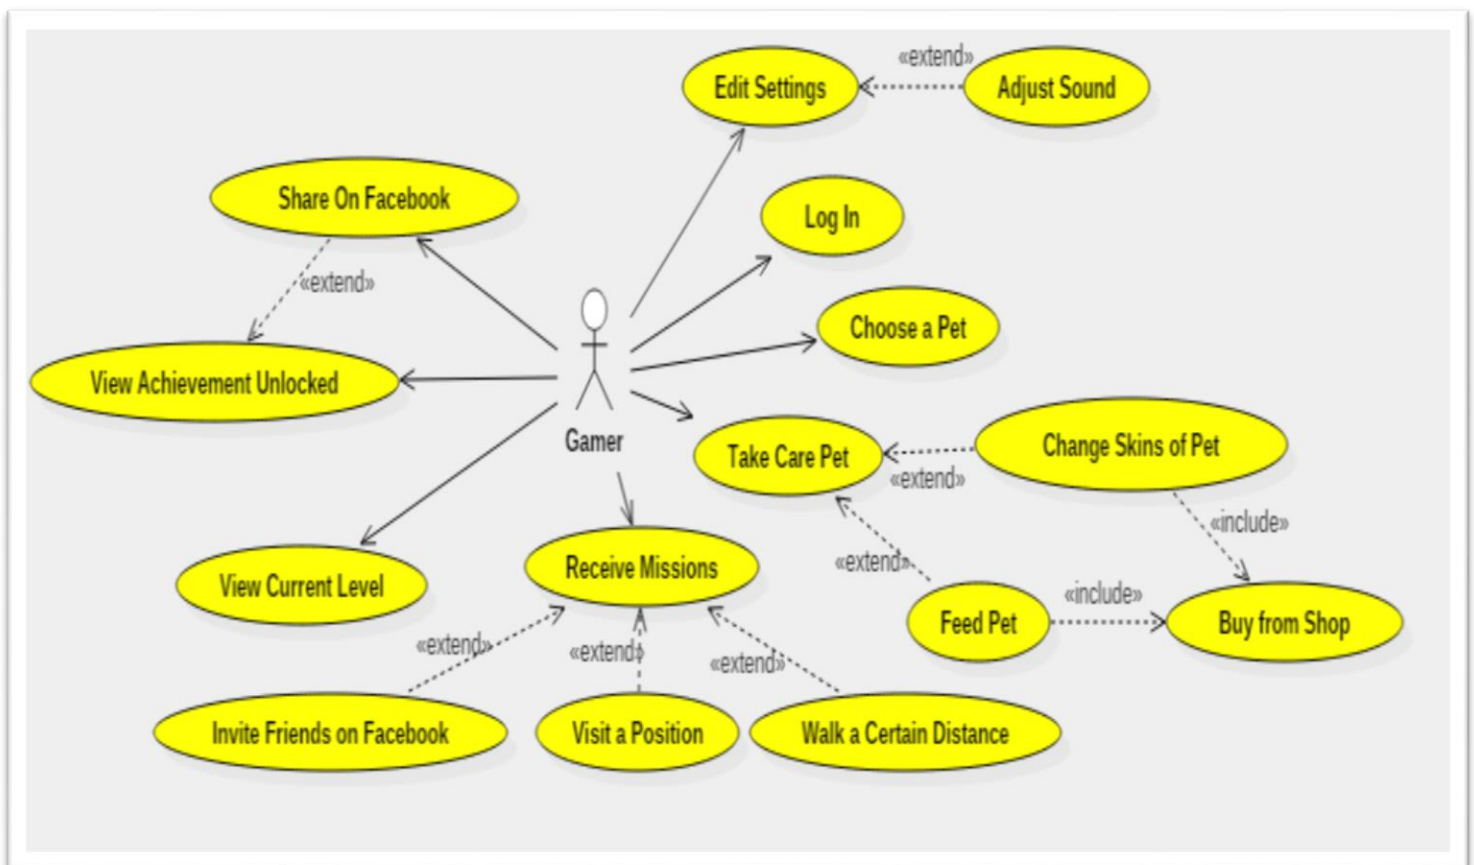 «extend»
Edit Settings
Adjust Sound
Share On Facebook
Log In
«extend»
Choose a Pet
View Achievement Unlocked
Gamer
Take Care Pet
Change Skins of Pet
«extend»
«include»
View Current Level
Receive Missions
«extend»
«include»
Feed Pet
Buy from Shop
«extend»
«extend»
«extend»
Invite Friends on Facebook
Visit a Position
Walk a Certain Distance